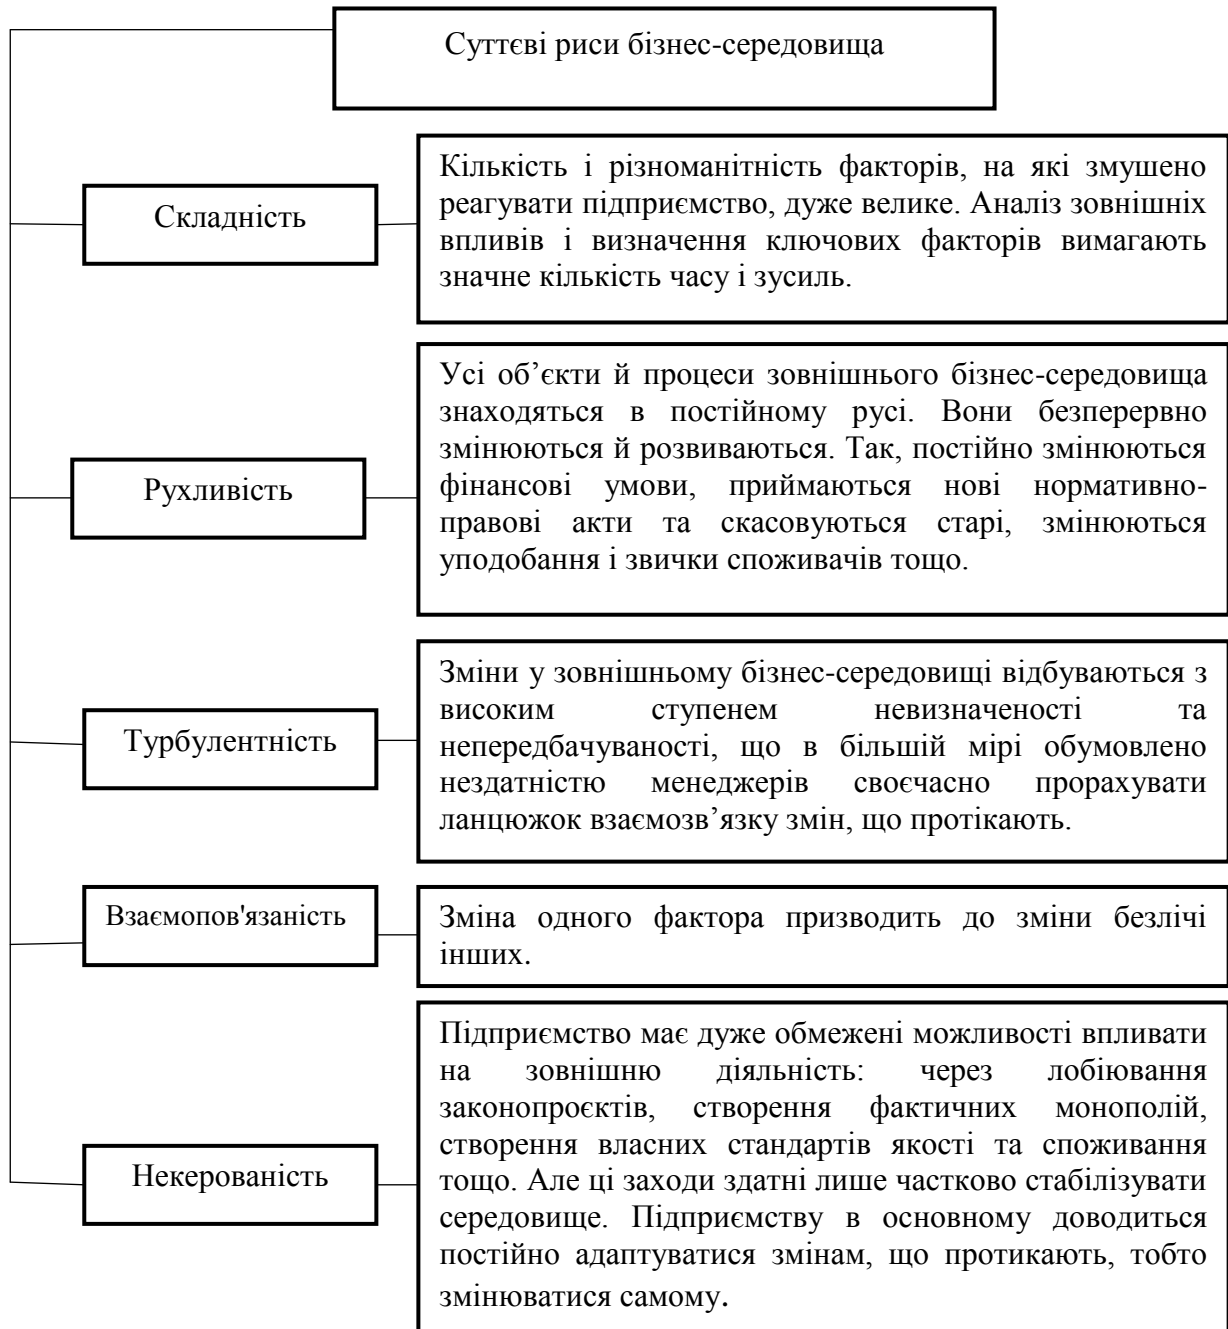 Суттєві риси бізнес-середовища
Складність
Кількість і різноманітність факторів, на які змушено
реагувати підприємство, дуже велике. Аналіз зовнішніх
впливів і визначення ключових факторів вимагають
значне кількість часу і зусиль.
Рухливість
Усі об’єкти й процеси зовнішнього бізнес-середовища
знаходяться в постійному русі. Вони безперервно
змінюються й розвиваються. Так, постійно змінюються
фінансові умови, приймаються нові нормативно-
правові акти та скасовуються старі, змінюються
уподобання і звички споживачів тощо.
Турбулентність
Зміни у зовнішньому бізнес-середовищі відбуваються з
високим ступенем невизначеності та
непередбачуваності, що в більшій мірі обумовлено
нездатністю менеджерів своєчасно прорахувати
ланцюжок взаємозв’язку змін, що протікають.
Взаємопов'язаність
Зміна одного фактора призводить до зміни безлічі
інших.
Некерованість
Підприємство має дуже обмежені можливості впливати
на зовнішню діяльність: через лобіювання
законопроєктів, створення фактичних монополій,
створення власних стандартів якості та споживання
тощо. Але ці заходи здатні лише частково стабілізувати
середовище. Підприємству в основному доводиться
постійно адаптуватися змінам, що протикають, тобто
змінюватися самому.